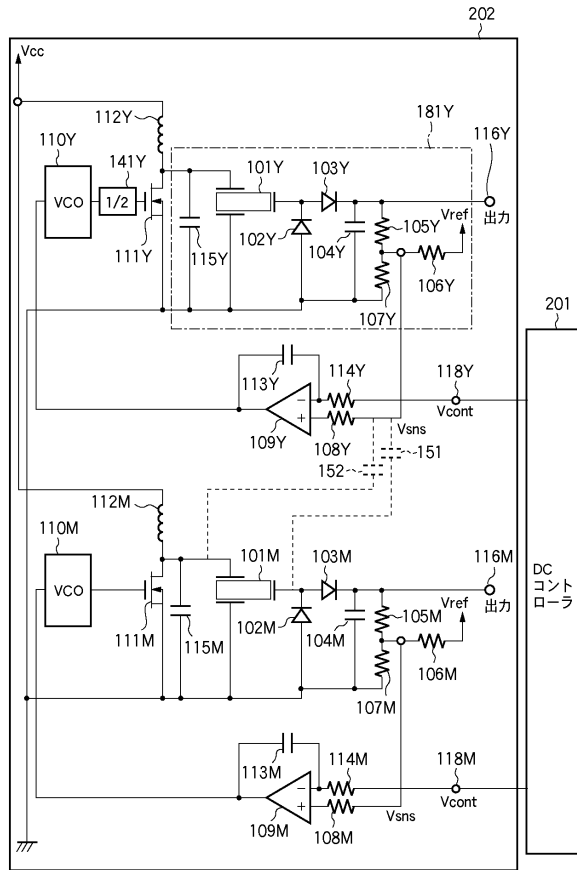 202
Vcc
112Y
181Y
116Y
110Y
141Y
101Y
103Y
VCO
1/2
Vref
出力
105Y
111Y
115Y
102Y
104Y
106Y
107Y
201
113Y
114Y
118Y
109Y
108Y
Vsns
Vcont
152
151
112M
110M
101M
103M
116M
VCO
Vref
出力
DC
コント
ローラ
105M
111M
115M
102M
104M
106M
107M
113M
114M
118M
109M
108M
Vsns
Vcont